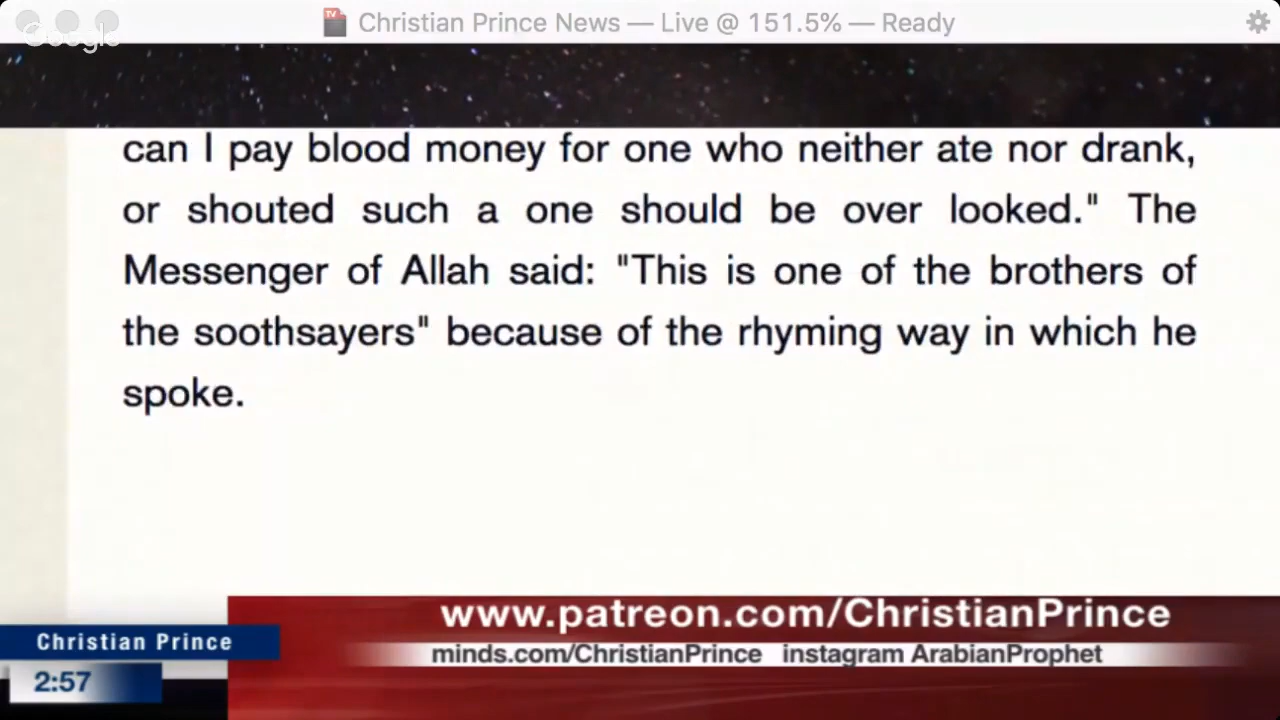 Christian Prince News — Live @ 151.5% — Ready
Google
can I pay blood money for one who neither ate nor drank,
or shouted such a one should be over looked." The
Messenger of Allah said: "This is one of the brothers of
the soothsayers" because of the rhyming way in which he
spoke.
www.patreon.com/ChristianPrince
Christian Prince
minds.com/ChristianPrince instagram ArabianProphet
2:57